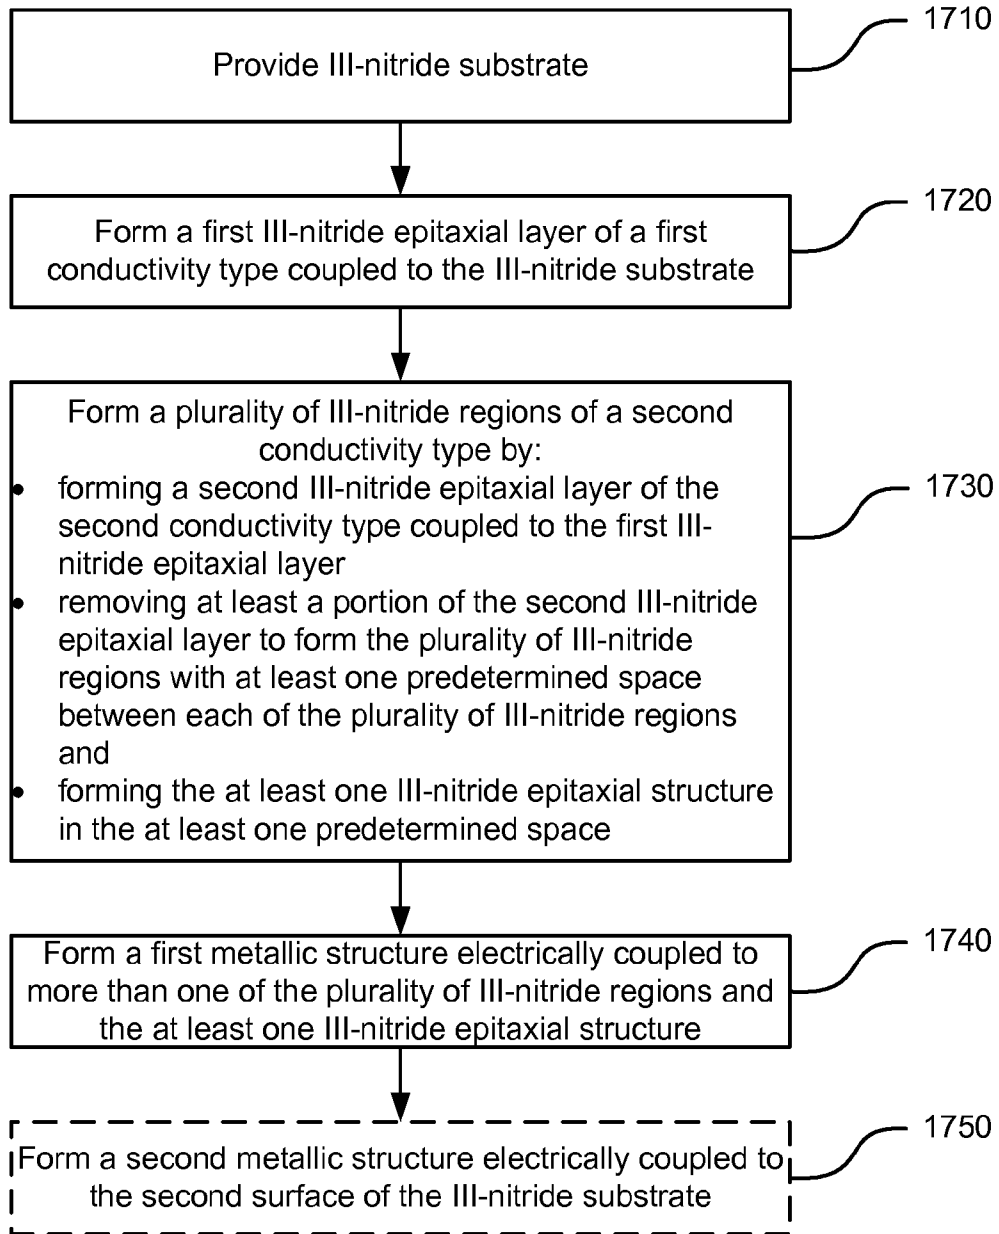 1710
Provide III-nitride substrate
1720
Form a first III-nitride epitaxial layer of a first
conductivity type coupled to the III-nitride substrate
Form a plurality of III-nitride regions of a second
conductivity type by:
• forming a second III-nitride epitaxial layer of the
second conductivity type coupled to the first III-
nitride epitaxial layer
1730
• removing at least a portion of the second III-nitride
epitaxial layer to form the plurality of III-nitride
regions with at least one predetermined space
between each of the plurality of III-nitride regions
and
• forming the at least one III-nitride epitaxial structure
in the at least one predetermined space
1740
Form a first metallic structure electrically coupled to
more than one of the plurality of III-nitride regions and
the at least one III-nitride epitaxial structure
1750
Form a second metallic structure electrically coupled to
the second surface of the III-nitride substrate